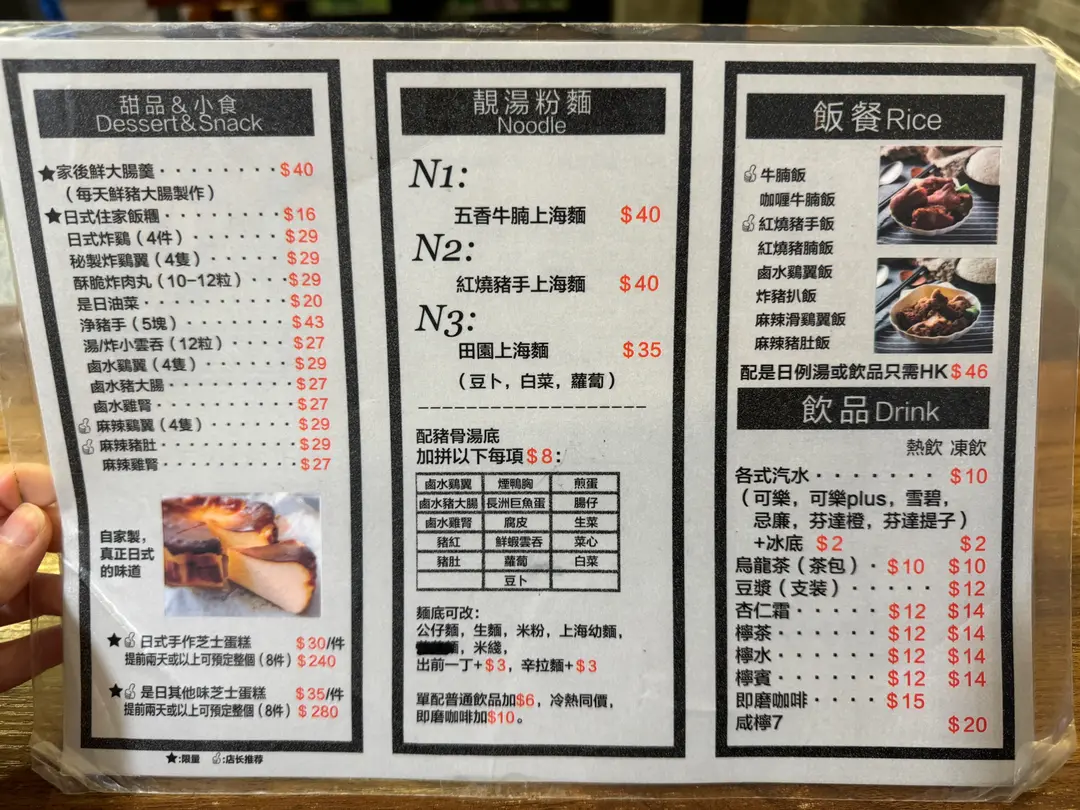 甜品&小食
Dessert&Snack
★家後鮮大腸羹········$40
（每天鮮豬大腸製作）
★日式住家飯糰········$16
日式炸鷄（4件）·······$29
秘製炸鷄翼（4隻）······$29
酥脆炸肉丸（10-12粒）··$29
是日油菜··········$20
净豬手（5塊）·······$43
湯/炸小雲吞（12粒）····$27
鹵水鷄翼（4隻）······$29
鹵水豬大腸········$27
鹵水雞腎·········$27
麻辣鷄翼（4隻）·····$29
麻辣豬肚·········$29
麻辣雞腎·········$27
自家製，
真正日式
的味道
★日式手作芝士蛋糕 $30/件
提前兩天或以上可預定整個（8件）$240
★是日其他味芝士蛋糕 $35/件
提前兩天或以上可預定整個（8件）$280
★:限量 :店长推荐
靚湯粉麵
Noodle
N1:
五香牛腩上海麵 $40
N2:
紅燒豬手上海麵 $40
N3:
田園上海麵 $35
（豆卜，白菜，蘿蔔）
配豬骨湯底
加拼以下每項$8：
鹵水鷄翼 煙鴨胸 煎蛋
鹵水豬大腸 長洲巨魚蛋 腸仔
鹵水雞腎 腐皮 生菜
豬紅 鮮蝦雲吞 菜心
豬肚 蘿蔔 白菜
豆卜
麵底可改：
公仔麵，生麵，米粉，上海幼麵，
麵，米綫，
出前一丁+$3，辛拉麵+$3
單配普通飲品加$6，冷熱同價，
即磨咖啡加$10。
飯餐Rice
牛腩飯
咖喱牛腩飯
紅燒豬手飯
紅燒豬腩飯
鹵水鷄翼飯
炸豬扒飯
麻辣滑鷄翼飯
麻辣豬肚飯
配是日例湯或飲品只需HK$46
飲品Drink
熱飲 凍飲
各式汽水·······$10
（可樂，可樂plus，雪碧，
忌廉，芬達橙，芬達提子）
+冰底 $2 $2
烏龍茶（茶包）·$10 $10
豆漿（支装）······$12
杏仁霜·····$12 $14
檸茶······$12 $14
檸水······$12 $14
檸賓······$12 $14
即磨咖啡····$15
咸檸7 $20